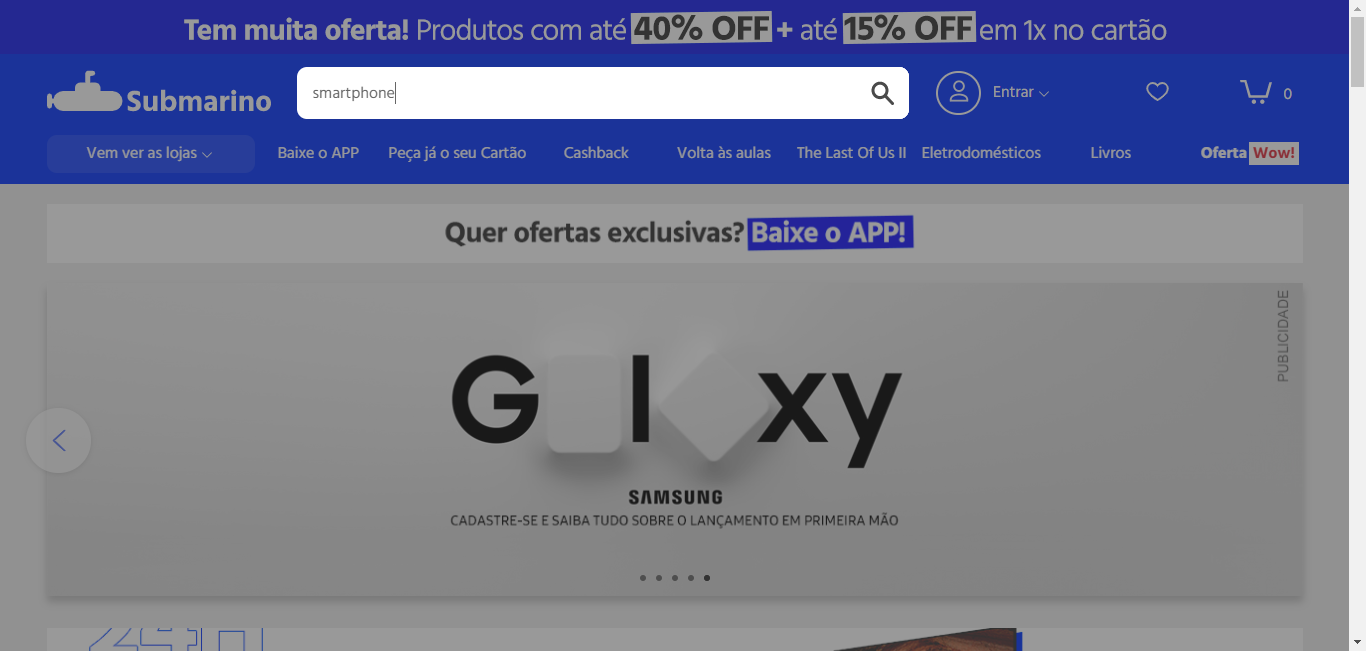 Tem muita oferta! Produtos com até 40% OFF + até 15% OFF em 1x no cartão
Submarino
smartphone
Entrar
0
Vem ver as lojas
Baixe o APP
Peça já o seu Cartão
Cashback
Volta às aulas
The Last Of Us II
Eletrodomésticos
Livros
Oferta Wow!
Quer ofertas exclusivas? Baixe o APP!
PUBLICIDADE
Galaxy
SAMSUNG
CADASTRE-SE E SAIBA TUDO SOBRE O LANÇAMENTO EM PRIMEIRA MÃO